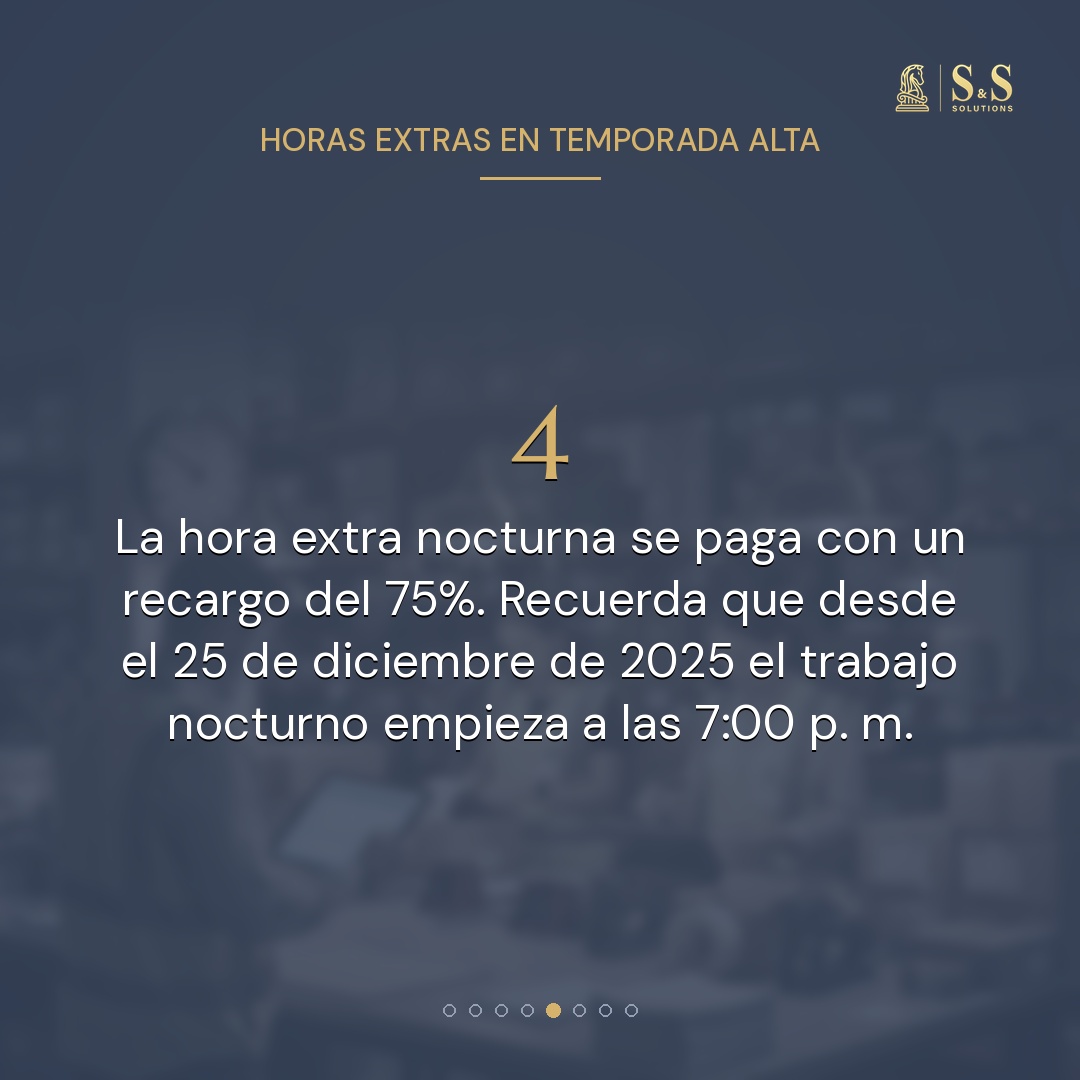 S&S
SOLUTIONS
HORAS EXTRAS EN TEMPORADA ALTA
4
La hora extra nocturna se paga con un
recargo del 75%. Recuerda que desde
el 25 de diciembre de 2025 el trabajo
nocturno empieza a las 7:00 p. m.